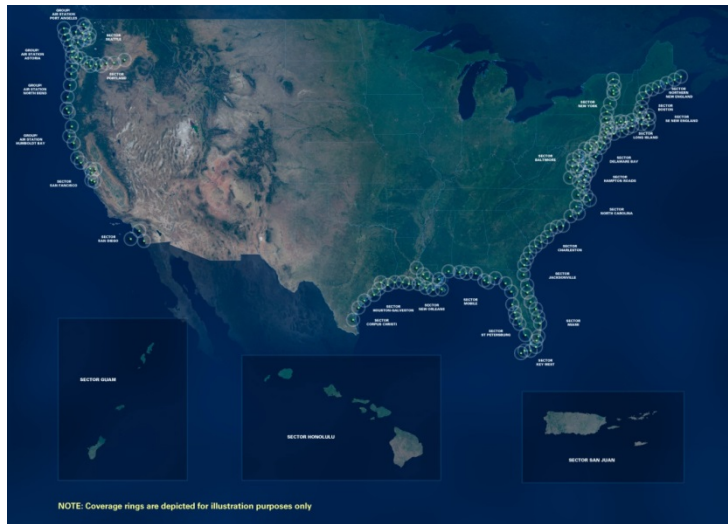 GROUP/
AIR STATION
PORT ANGELES
SECTOR
SEATTLE
GROUP/
AIR STATION
ASTORIA
SECTOR
PORTLAND
GROUP/
AIR STATION
NORTH BEND
GROUP/
AIR STATION
HUMBOLDT BAY
SECTOR
SAN FRANCISCO
SECTOR
SAN DIEGO
SECTOR
NORTHERN
NEW ENGLAND
SECTOR
BOSTON
SECTOR
SE NEW ENGLAND
SECTOR
NEW YORK
SECTOR
LONG ISLAND
SECTOR
DELAWARE BAY
SECTOR
BALTIMORE
SECTOR
HAMPTON ROADS
SECTOR
NORTH CAROLINA
SECTOR
CHARLESTON
SECTOR
JACKSONVILLE
SECTOR
MIAMI
SECTOR
KEY WEST
SECTOR
ST PETERSBURG
SECTOR
MOBILE
SECTOR
NEW ORLEANS
SECTOR
HOUSTON-GALVESTON
SECTOR
CORPUS CHRISTI
SECTOR GUAM
SECTOR HONOLULU
SECTOR SAN JUAN
NOTE: Coverage rings are depicted for illustration purposes only